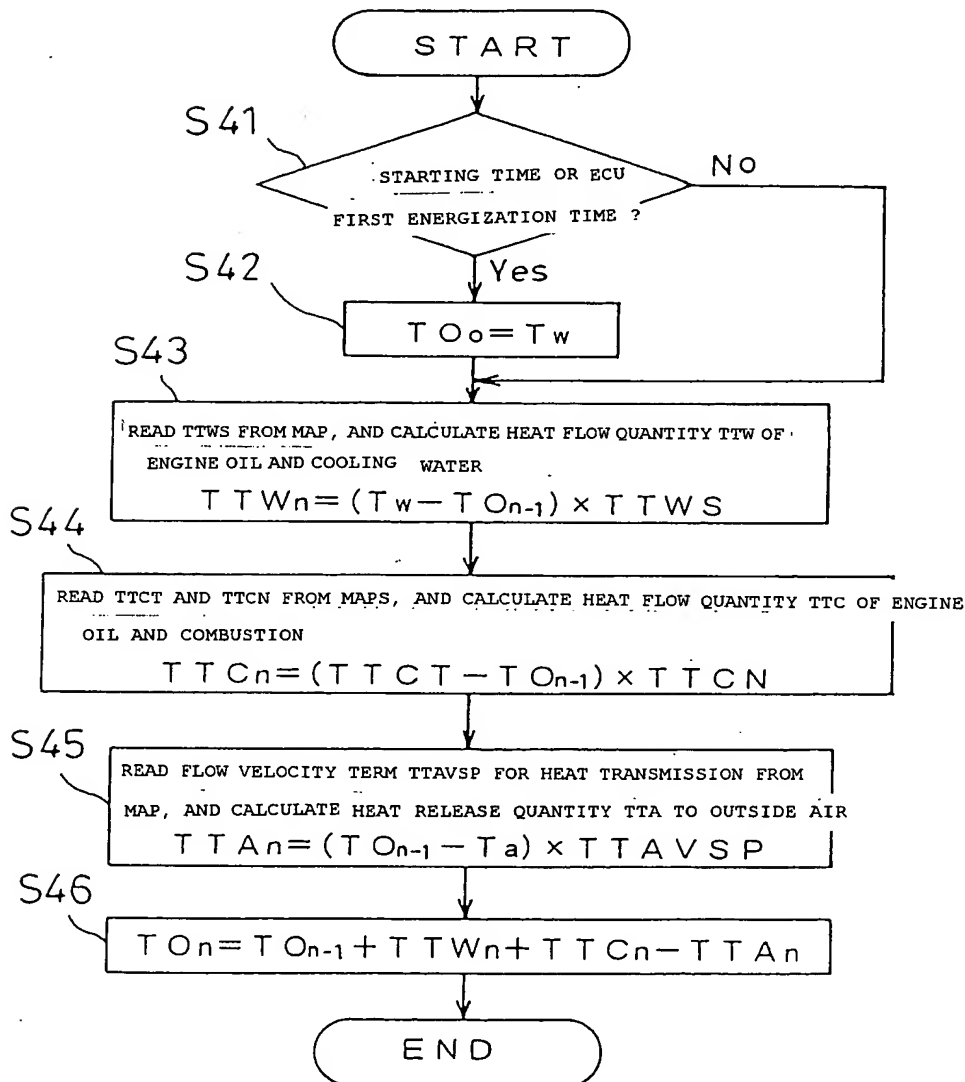 START
S41
STARTING TIME OR ECU
FIRST ENERGIZATION TIME ?
No
Yes
S42
TOo=Tw
S43
READ TTWS FROM MAP, AND CALCULATE HEAT FLOW QUANTITY TTW OF
ENGINE OIL AND COOLING WATER
TTWn=(Tw-TOn-1)×TTWS
S44
READ TTCT AND TTCN FROM MAPS, AND CALCULATE HEAT FLOW QUANTITY TTC OF ENGINE
OIL AND COMBUSTION
TTCn=(TTCT-TOn-1)×TTCN
S45
READ FLOW VELOCITY TERM TTAVSP FOR HEAT TRANSMISSION FROM
MAP, AND CALCULATE HEAT RELEASE QUANTITY TTA TO OUTSIDE AIR
TTAn=(TOn-1-Ta)×TTAVSP
S46
TOn=TOn-1+TTWn+TTCn-TTAn
END